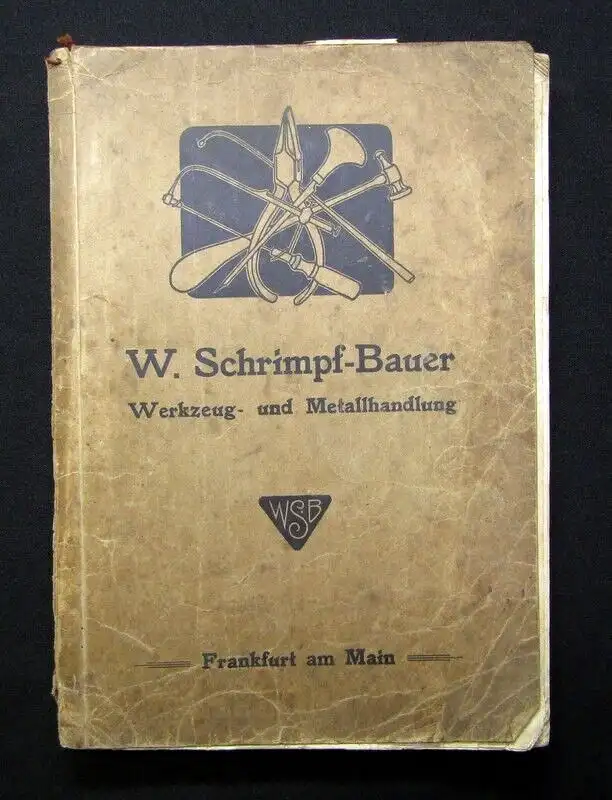 W. Schrimpf-Bauer
Werkzeug- und Metallhandlung
WSB
Frankfurt am Main